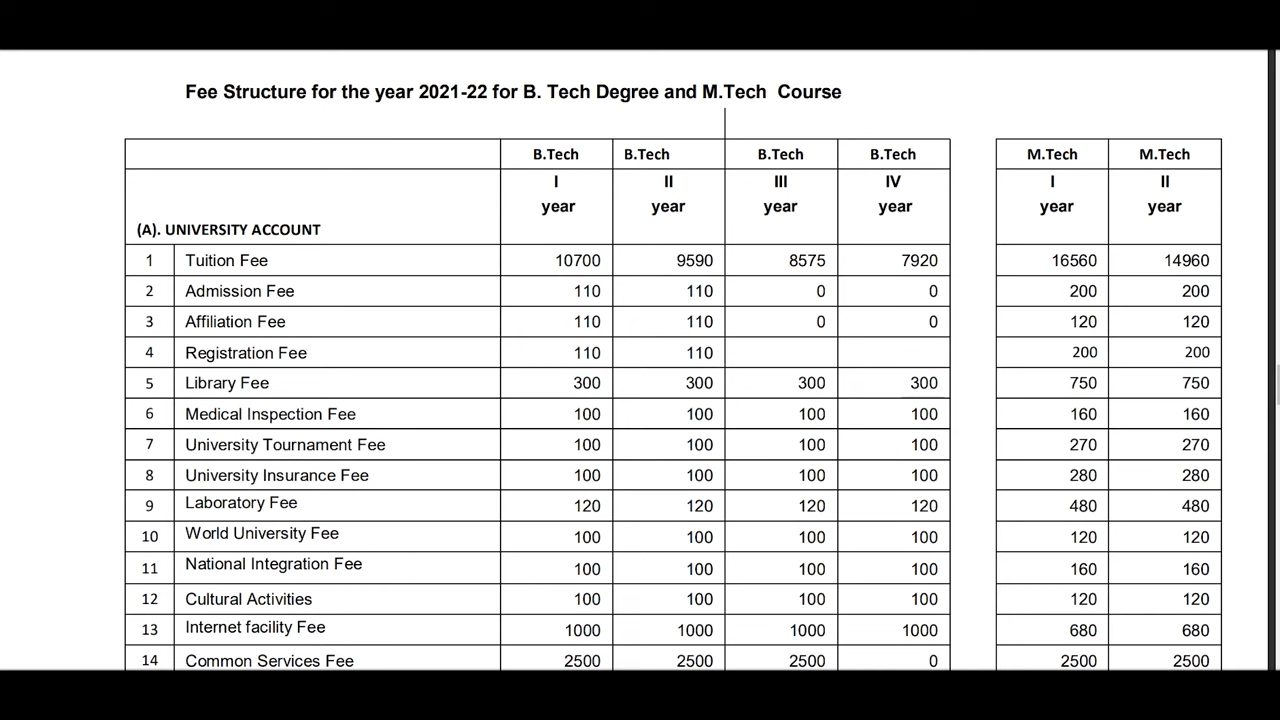 Fee Structure for the year 2021-22 for B. Tech Degree and M.Tech Course
B.Tech B.Tech B.Tech B.Tech M.Tech M.Tech
I II III IV I II
year year year year year year
(A). UNIVERSITY ACCOUNT
1 Tuition Fee 10700 9590 8575 7920 16560 14960
2 Admission Fee 110 110 0 0 200 200
3 Affiliation Fee 110 110 0 0 120 120
4 Registration Fee 110 110 200 200
5 Library Fee 300 300 300 300 750 750
6 Medical Inspection Fee 100 100 100 100 160 160
7 University Tournament Fee 100 100 100 100 270 270
8 University Insurance Fee 100 100 100 100 280 280
9 Laboratory Fee 120 120 120 120 480 480
10 World University Fee 100 100 100 100 120 120
11 National Integration Fee 100 100 100 100 160 160
12 Cultural Activities 100 100 100 100 120 120
13 Internet facility Fee 1000 1000 1000 1000 680 680
14 Common Services Fee 2500 2500 2500 0 2500 2500